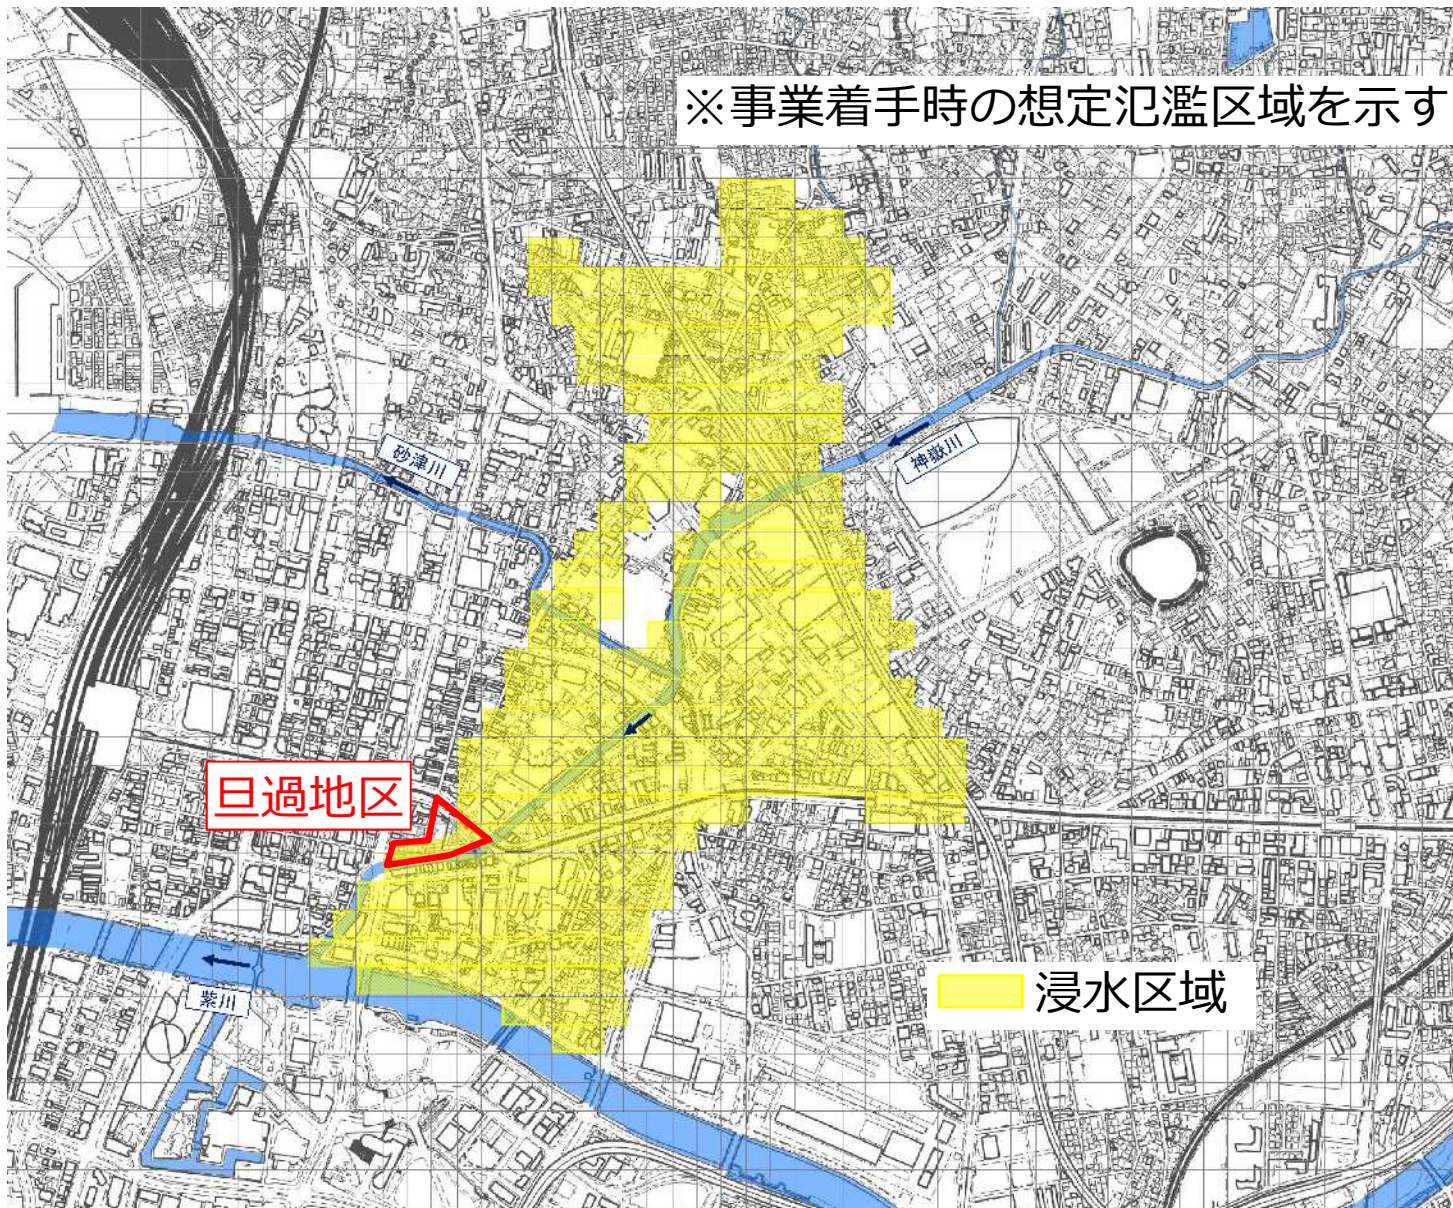 ※事業着手時の想定氾濫区域を示す
砂津川
神嶽川
旦過地区
紫川
浸水区域